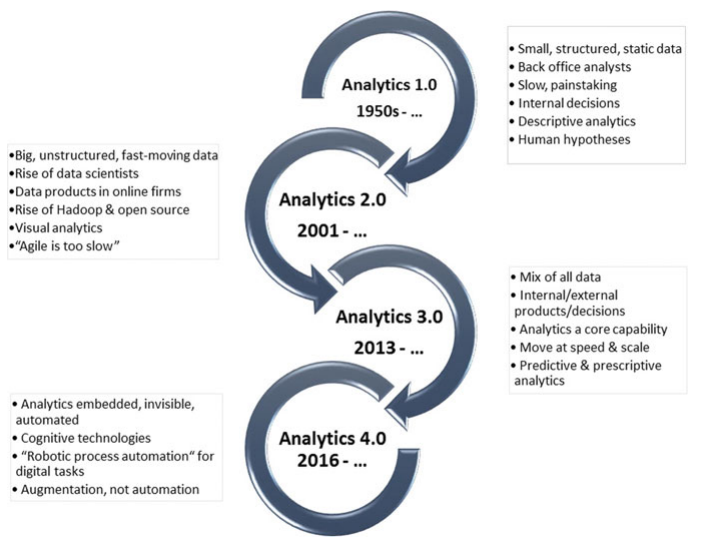 Analytics 1.0
1950s - ...
• Small, structured, static data
• Back office analysts
• Slow, painstaking
• Internal decisions
• Descriptive analytics
• Human hypotheses
•Big, unstructured, fast-moving data
•Rise of data scientists
•Data products in online firms
•Rise of Hadoop & open source
•Visual analytics
•“Agile is too slow”
Analytics 2.0
2001 - ...
Analytics 3.0
2013 - ...
• Mix of all data
• Internal/external
products/decisions
• Analytics a core capability
• Move at speed & scale
• Predictive & prescriptive
analytics
• Analytics embedded, invisible,
automated
• Cognitive technologies
• “Robotic process automation“ for
digital tasks
• Augmentation, not automation
Analytics 4.0
2016 - ...